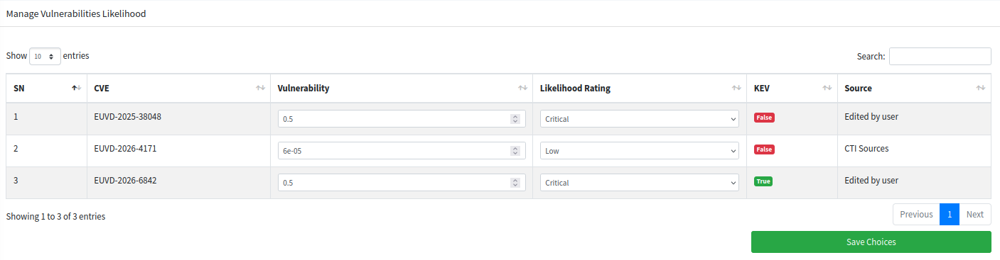 Manage Vulnerabilities Likelihood
Show 10 entries Search:
SN CVE Vulnerability Likelihood Rating KEV Source
1 EUVD-2025-38048 0.5 Critical False Edited by user
2 EUVD-2026-4171 6e-05 Low False CTI Sources
3 EUVD-2026-6842 0.5 Critical True Edited by user
Showing 1 to 3 of 3 entries Previous 1 Next
Save Choices